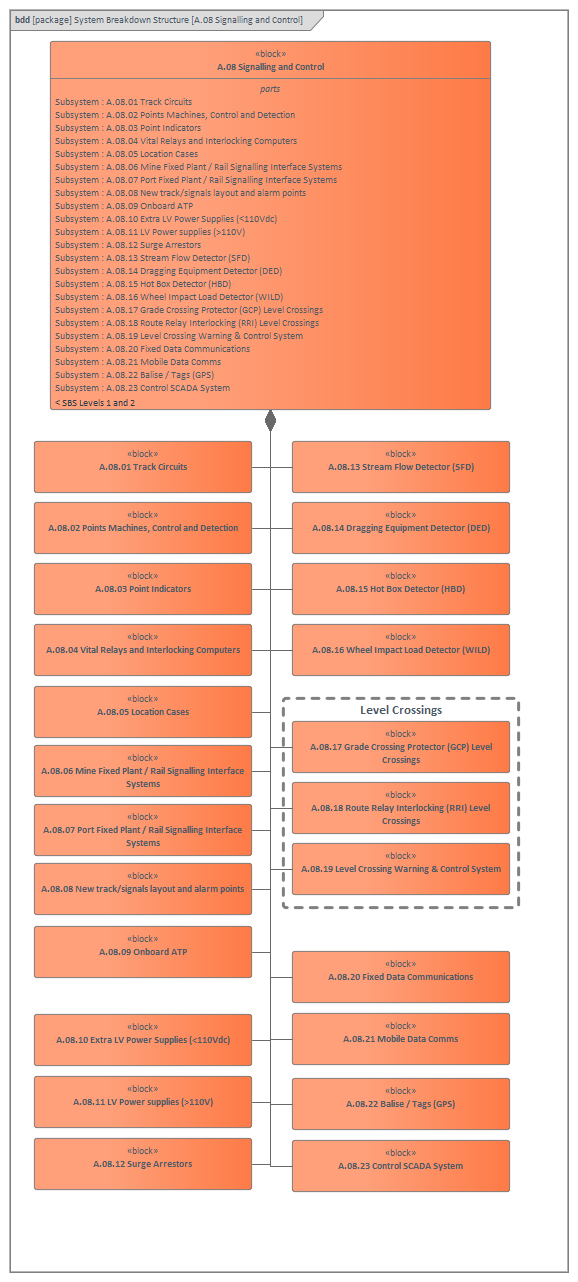 bdd [package] System Breakdown Structure [A.08 Signalling and Control]
«block»
A.08 Signalling and Control
parts
Subsystem : A.08.01 Track Circuits
Subsystem : A.08.02 Points Machines, Control and Detection
Subsystem : A.08.03 Point Indicators
Subsystem : A.08.04 Vital Relays and Interlocking Computers
Subsystem : A.08.05 Location Cases
Subsystem : A.08.06 Mine Fixed Plant / Rail Signalling Interface Systems
Subsystem : A.08.07 Port Fixed Plant / Rail Signalling Interface Systems
Subsystem : A.08.08 New track/signals layout and alarm points
Subsystem : A.08.09 Onboard ATP
Subsystem : A.08.10 Extra LV Power Supplies (<110Vdc)
Subsystem : A.08.11 LV Power supplies (>110V)
Subsystem : A.08.12 Surge Arrestors
Subsystem : A.08.13 Stream Flow Detector (SFD)
Subsystem : A.08.14 Dragging Equipment Detector (DED)
Subsystem : A.08.15 Hot Box Detector (HBD)
Subsystem : A.08.16 Wheel Impact Load Detector (WILD)
Subsystem : A.08.17 Grade Crossing Protector (GCP) Level Crossings
Subsystem : A.08.18 Route Relay Interlocking (RRI) Level Crossings
Subsystem : A.08.19 Level Crossing Warning & Control System
Subsystem : A.08.20 Fixed Data Communications
Subsystem : A.08.21 Mobile Data Comms
Subsystem : A.08.22 Balise / Tags (GPS)
Subsystem : A.08.23 Control SCADA System
< SBS Levels 1 and 2
«block»
A.08.01 Track Circuits
«block»
A.08.02 Points Machines, Control and Detection
«block»
A.08.03 Point Indicators
«block»
A.08.04 Vital Relays and Interlocking Computers
«block»
A.08.05 Location Cases
«block»
A.08.06 Mine Fixed Plant / Rail Signalling Interface
Systems
«block»
A.08.07 Port Fixed Plant / Rail Signalling Interface
Systems
«block»
A.08.08 New track/signals layout and alarm points
«block»
A.08.09 Onboard ATP
«block»
A.08.10 Extra LV Power Supplies (<110Vdc)
«block»
A.08.11 LV Power supplies (>110V)
«block»
A.08.12 Surge Arrestors
«block»
A.08.13 Stream Flow Detector (SFD)
«block»
A.08.14 Dragging Equipment Detector (DED)
«block»
A.08.15 Hot Box Detector (HBD)
«block»
A.08.16 Wheel Impact Load Detector (WILD)
Level Crossings
«block»
A.08.17 Grade Crossing Protector (GCP) Level
Crossings
«block»
A.08.18 Route Relay Interlocking (RRI) Level
Crossings
«block»
A.08.19 Level Crossing Warning & Control System
«block»
A.08.20 Fixed Data Communications
«block»
A.08.21 Mobile Data Comms
«block»
A.08.22 Balise / Tags (GPS)
«block»
A.08.23 Control SCADA System